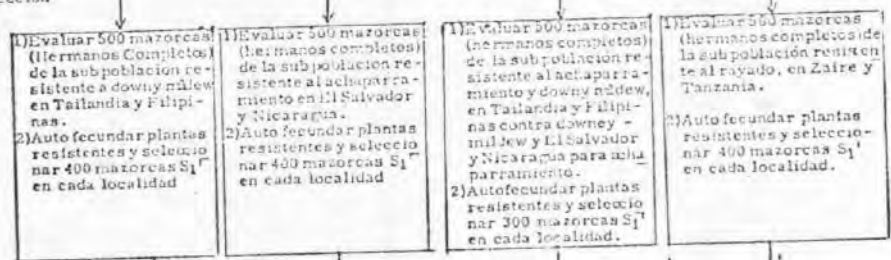 1)Evaluar 500 mazorcas
(Hermanos Completos)
de la subpoblación re-
sistente a downy mildew
en Tailandia y Filipi-
nas.
2)Auto fecundar plantas
resistentes y seleccio
nar 400 mazorcas S1
en cada localidad
1)Evaluar 500 mazorcas
(hermanos completos)
de la subpoblación re-
sistente al achaparra-
miento en El Salvador
y Nicaragua.
2)Auto fecundar plantas
resistentes y seleccio
nar 400 mazorcas S1
en cada localidad
1)Evaluar 500 mazorcas
(hermanos completos)
de la subpoblación re-
sistente al achaparra-
miento y downy mildew,
en Tailandia y Filipi-
nas contra downey -
mildew y El Salvador
y Nicaragua para acha
parramiento.
2)Autofecundar plantas
resistentes y seleccio
nar 300 mazorcas S1
en cada localidad.
1)Evaluar 500 mazorcas
(hermanos completos)de
la subpoblación resisten
te al rayado, en Zaire y
Tanzania.
2)Auto fecundar plantas
resistentes y seleccio-
nar 400 mazorcas S1
en cada localidad.